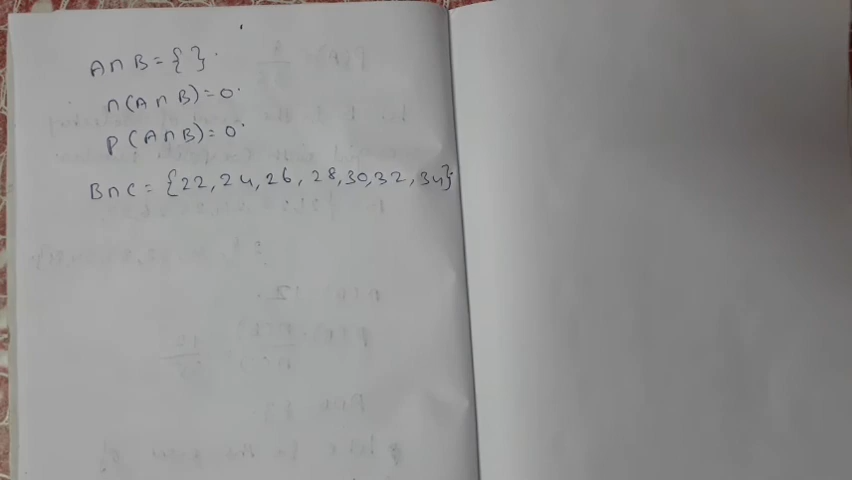 A∩B = { }.
n(A∩B) = 0.
P(A∩B) = 0.
B∩C = {22, 24, 26, 28, 30, 32, 34}